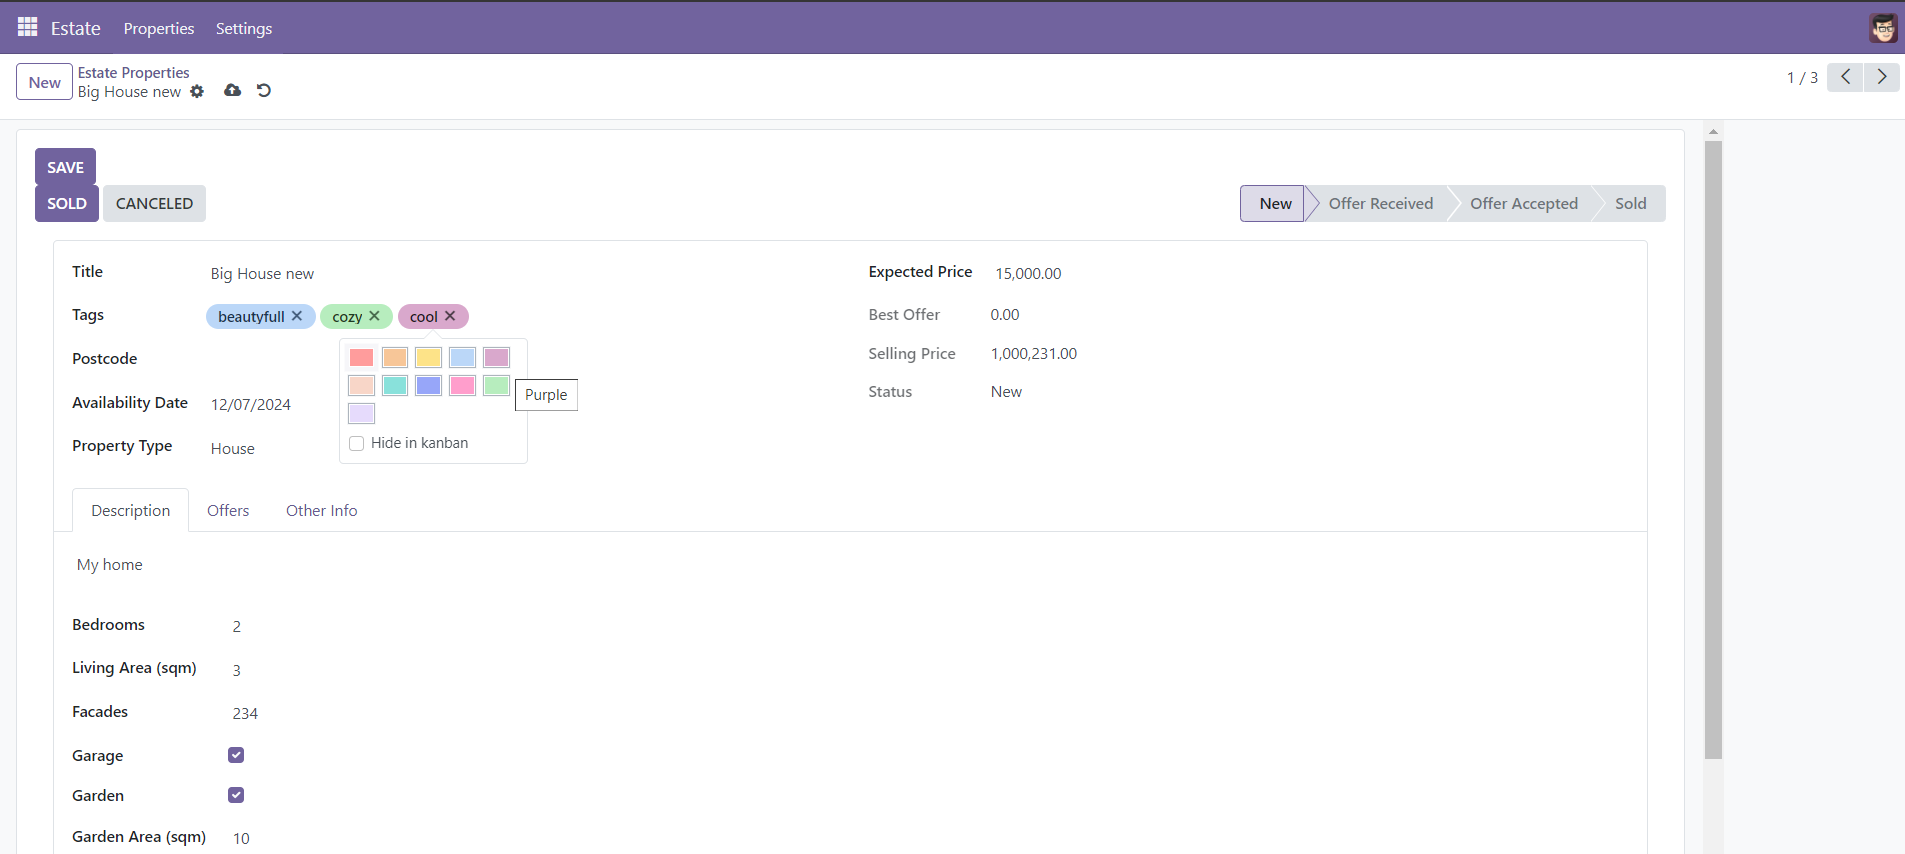 Estate Properties Settings
New Estate Properties
Big House new
1 / 3
SAVE
SOLD CANCELED
New Offer Received Offer Accepted Sold
Title Big House new
Expected Price 15,000.00
Tags beautyfull cozy cool
Best Offer 0.00
Postcode
Selling Price 1,000,231.00
Availability Date 12/07/2024
Status New
Purple
Hide in kanban
Property Type House
Description Offers Other Info
My home
Bedrooms 2
Living Area (sqm) 3
Facades 234
Garage
Garden
Garden Area (sqm) 10